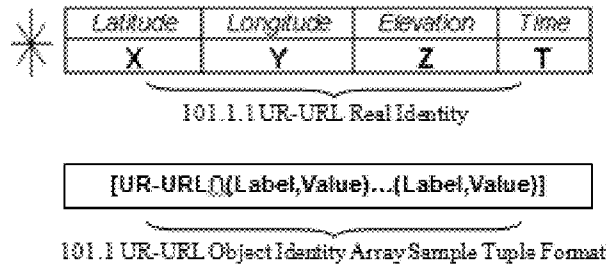 Latitude Longitude Elevation Time
X Y Z T
101.1.1 UR-URL Real Identity
[UR-URL()(Label,Value)...(Label,Value)]
101.1 UR-URL Object Identity Array Sample Tuple Format